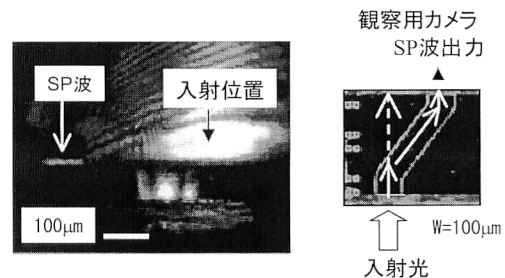 SP波
入射位置
100μm
観察用カメラ
SP波出力
W=100μm
入射光